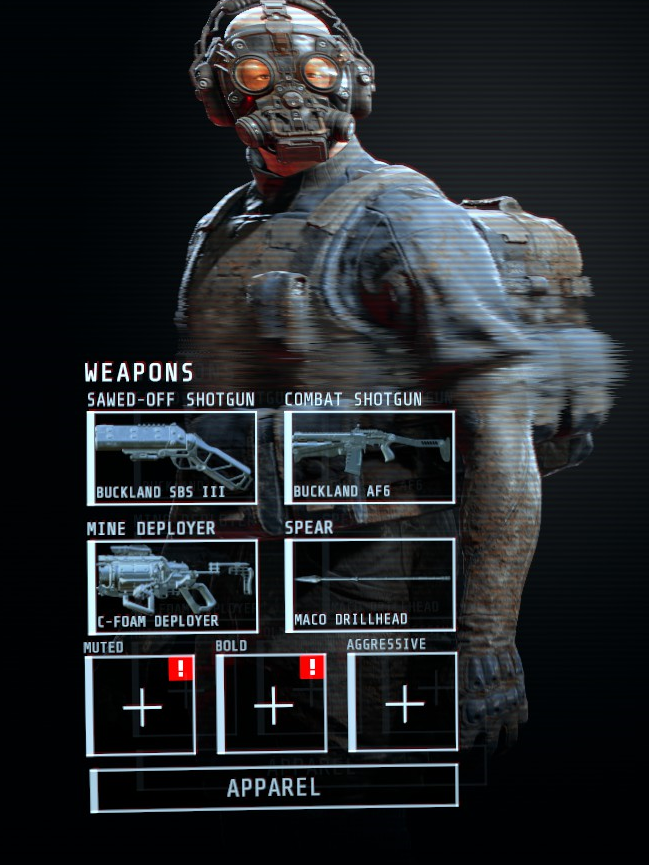 WEAPONS
SAWED-OFF SHOTGUN COMBAT SHOTGUN
BUCKLAND SBS III BUCKLAND AF6
MINE DEPLOYER SPEAR
C-FOAM DEPLOYER MACO DRILLHEAD
MUTED BOLD AGGRESSIVE
! !
APPAREL